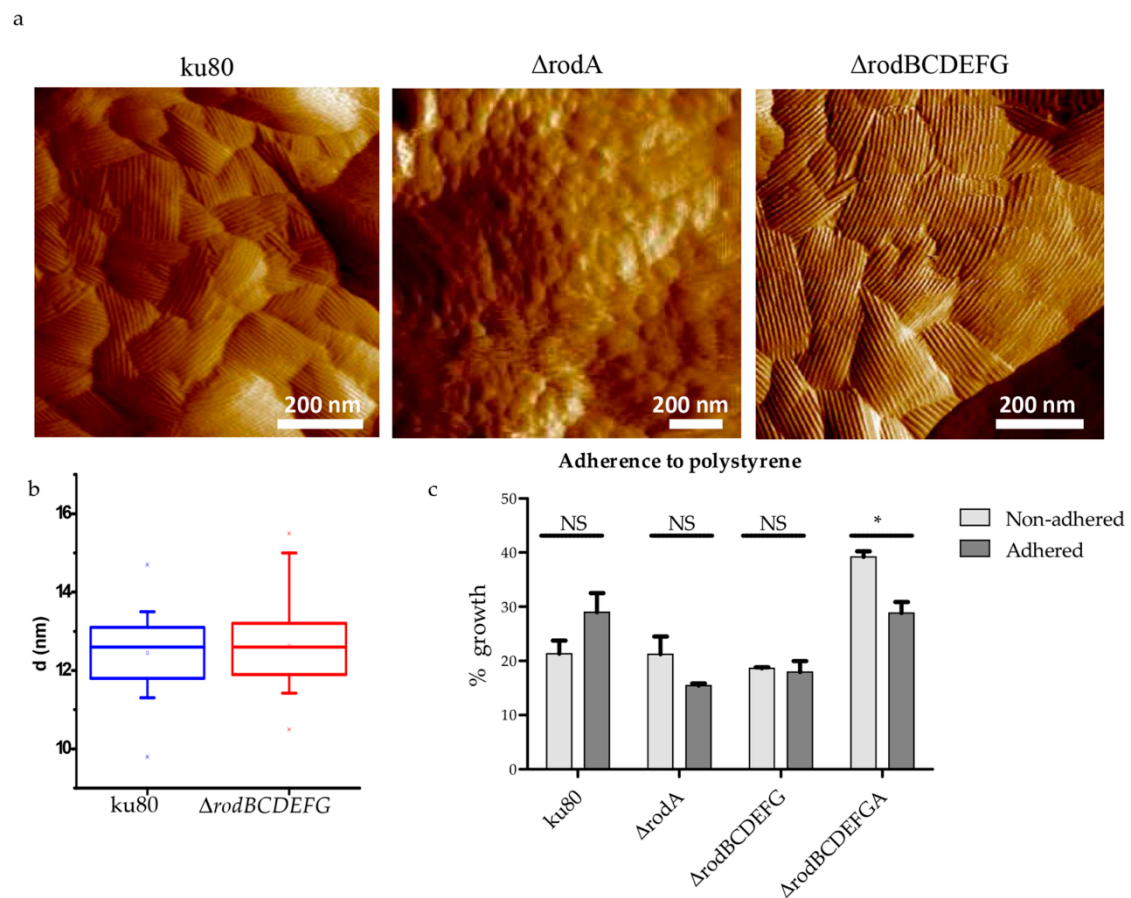 a
ku80
ΔrodA
ΔrodBCDEFG
200 nm
200 nm
200 nm
b
16
14
12
10
d (nm)
ku80
ΔrodBCDEFG
c
Adherence to polystyrene
50
40
30
20
10
0
% growth
NS
NS
NS
*
Non-adhered
Adhered
ku80
ΔrodA
ΔrodBCDEFG
ΔrodBCDEFGA